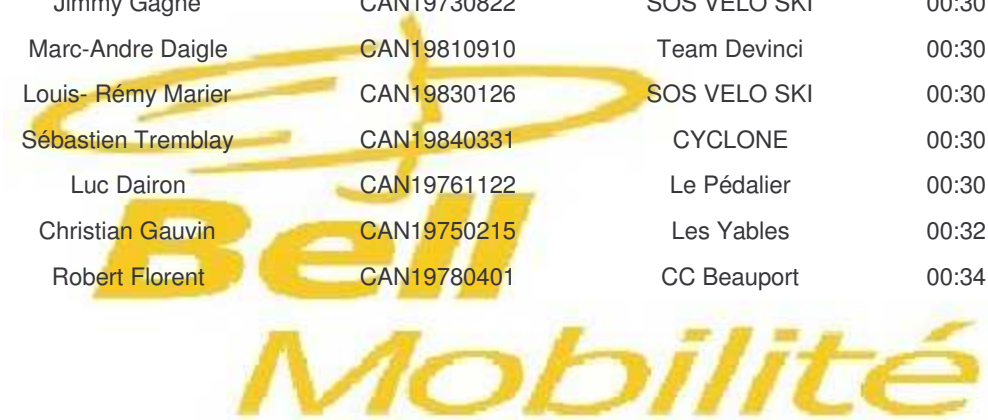 Jimmy Gagné CAN19730822 SOS VELO SKI 00:30
Marc-Andre Daigle CAN19810910 Team Devinci 00:30
Louis- Rémy Marier CAN19830126 SOS VELO SKI 00:30
Sébastien Tremblay CAN19840331 CYCLONE 00:30
Luc Dairon CAN19761122 Le Pédalier 00:30
Christian Gauvin CAN19750215 Les Yables 00:32
Robert Florent CAN19780401 CC Beauport 00:34
Bell
Mobilité